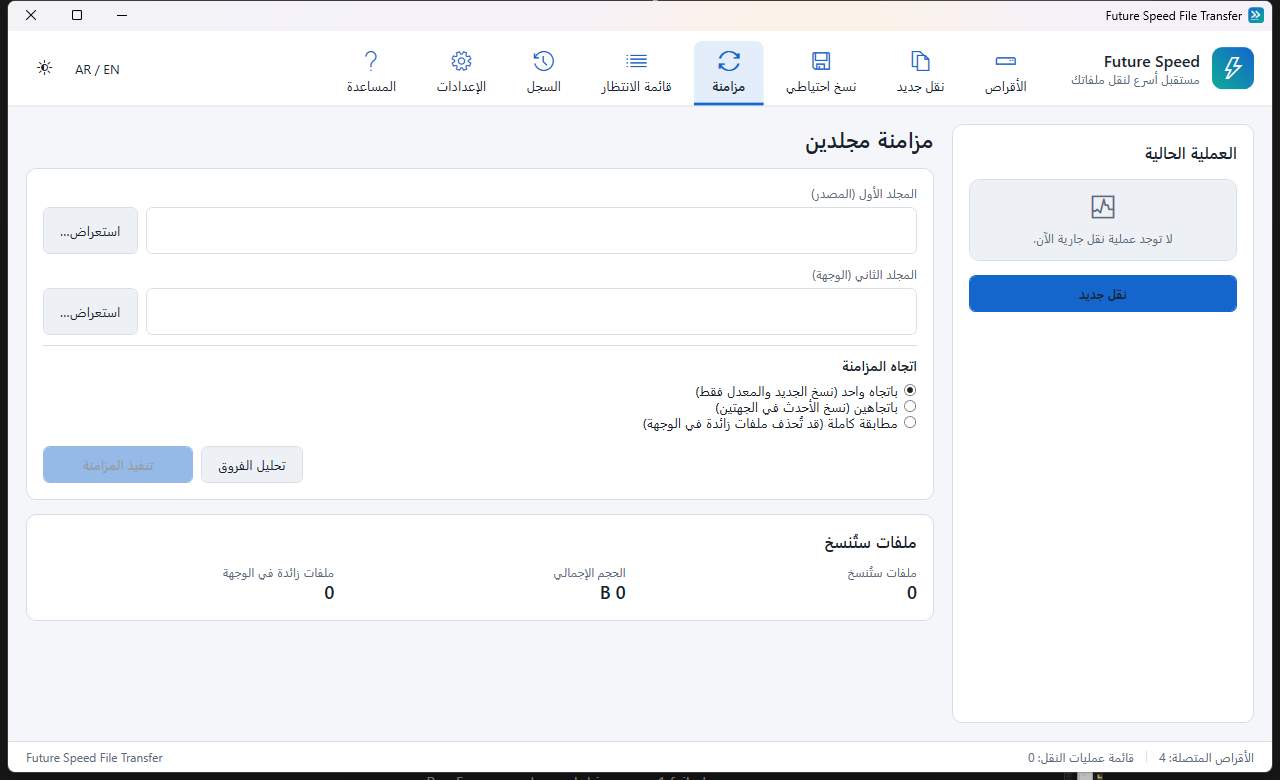 Future Speed File Transfer
Future Speed
مستقبل أسرع لنقل ملفاتك
الأقراص
نقل جديد
نسخ احتياطي
مزامنة
قائمة الانتظار
السجل
الإعدادات
المساعدة
AR / EN
العملية الحالية
لا توجد عملية نقل جارية الآن.
نقل جديد
مزامنة مجلدين
المجلد الأول (المصدر)
استعراض...
المجلد الثاني (الوجهة)
استعراض...
اتجاه المزامنة
باتجاه واحد (نسخ الجديد والمعدل فقط)
باتجاهين (نسخ الأحدث في الجهتين)
مطابقة كاملة (قد تُحذف ملفات زائدة في الوجهة)
تحليل الفروق
تنفيذ المزامنة
ملفات ستُنسخ
ملفات ستُنسخ
0
الحجم الإجمالي
0 B
ملفات زائدة في الوجهة
0
الأقراص المتصلة: 4
قائمة عمليات النقل: 0
Future Speed File Transfer